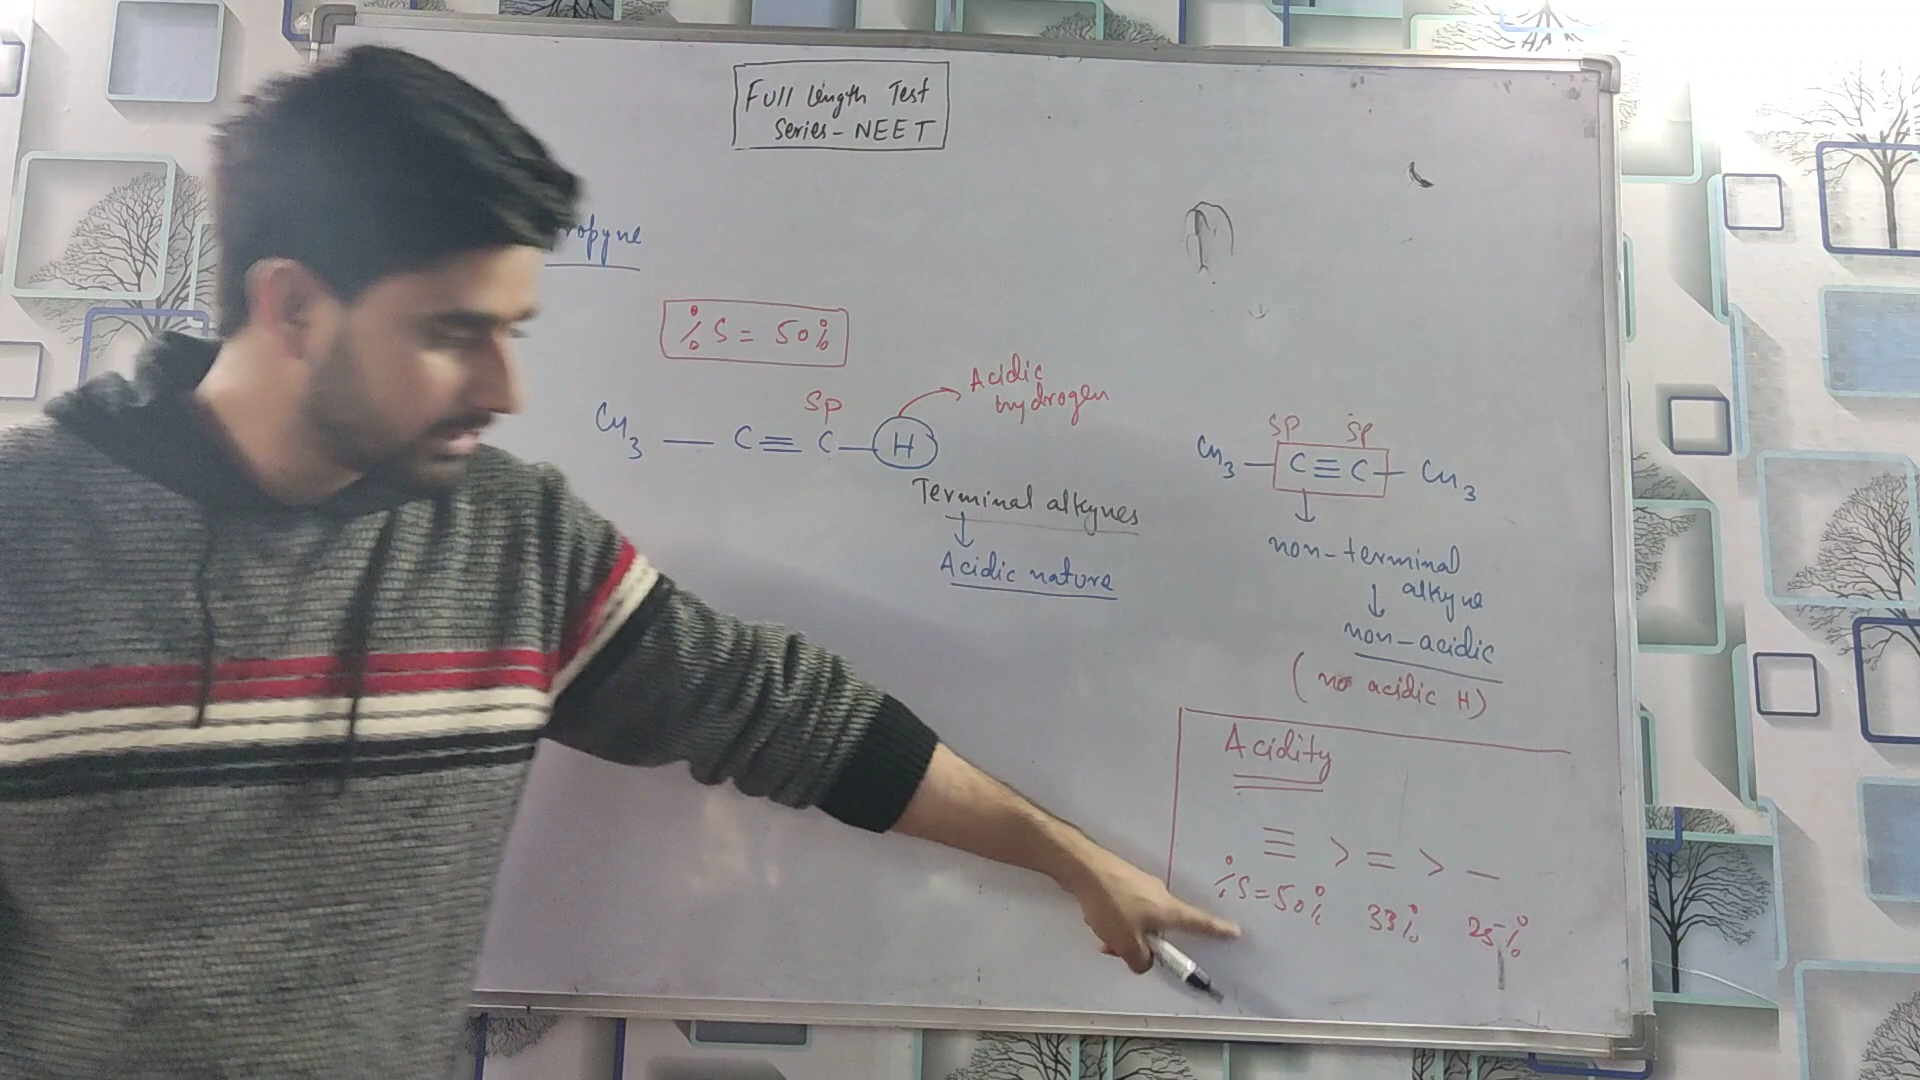 Full length Test
Series - NEET
ropyne
% S = 50%
Acidic
hydrogen
SP
CH3 — C ≡ C — H
Terminal alkynes
↓
Acidic nature
SP SP
CH3 — C ≡ C — CH3
↓
non-terminal
alkyne
↓
non-acidic
(no acidic H)
Acidity
≡ > = > —
% S = 50% 33% 25%